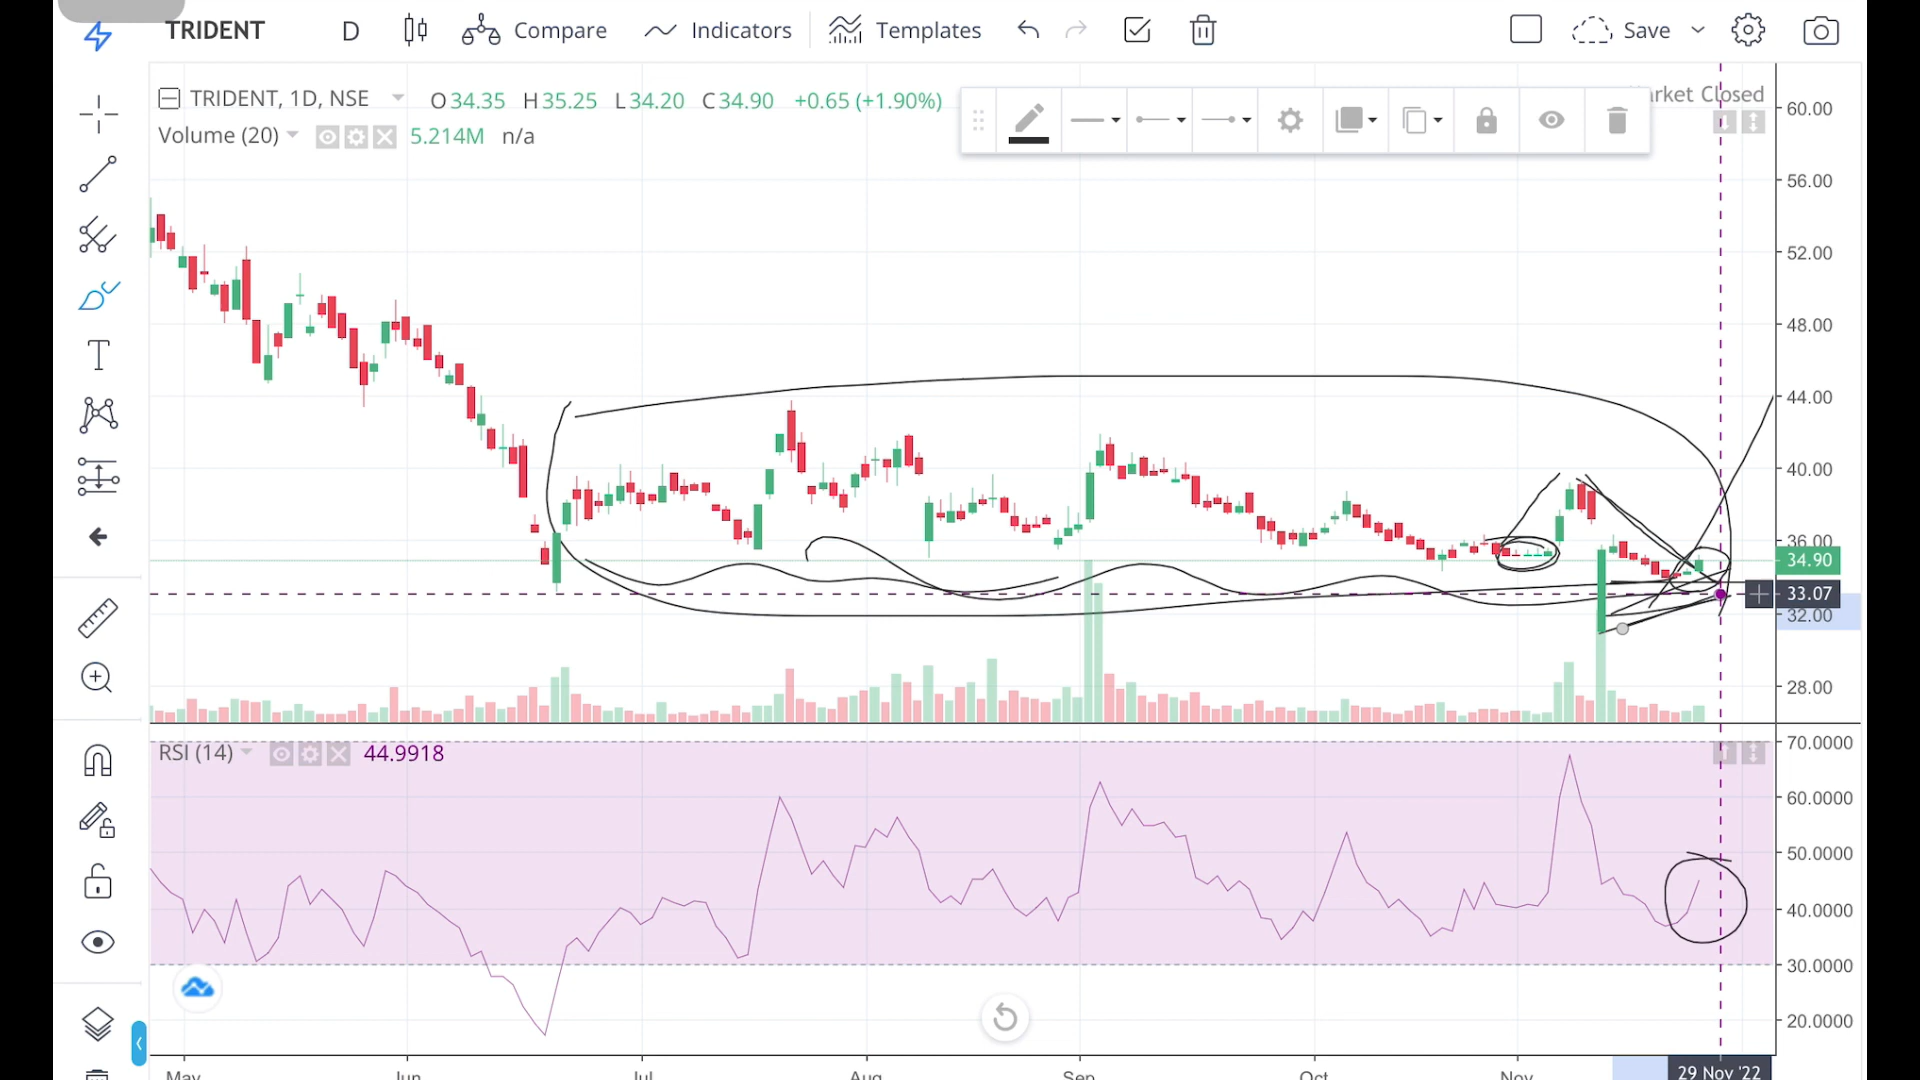 TRIDENT D Compare Indicators Templates Save
TRIDENT, 1D, NSE O34.35 H35.25 L34.20 C34.90 +0.65 (+1.90%)
Volume (20) 5.214M n/a
arket Closed
60.00
56.00
52.00
48.00
44.00
40.00
36.00
34.90
33.07
32.00
28.00
RSI (14) 44.9918
70.0000
60.0000
50.0000
40.0000
30.0000
20.0000
May Jun Jul Aug Sep Oct Nov 29 Nov '22